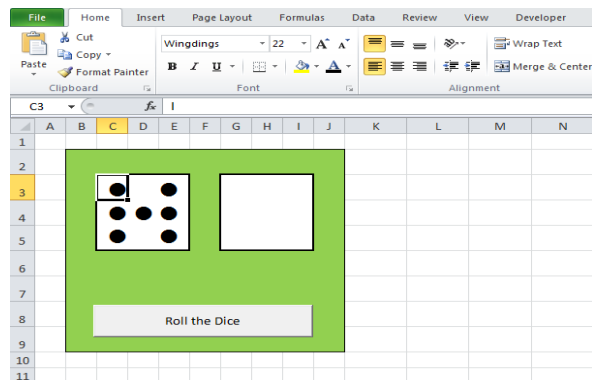 File Home Insert Page Layout Formulas Data Review View Developer
Cut
Wingdings 22 A A Wrap Text
Copy
Paste
Format Painter
B I U A Merge & Center
Clipboard Font Alignment
C3 fx l
A B C D E F G H I J K L M N
1
2
3
4
5
6
7
8 Roll the Dice
9
10
11